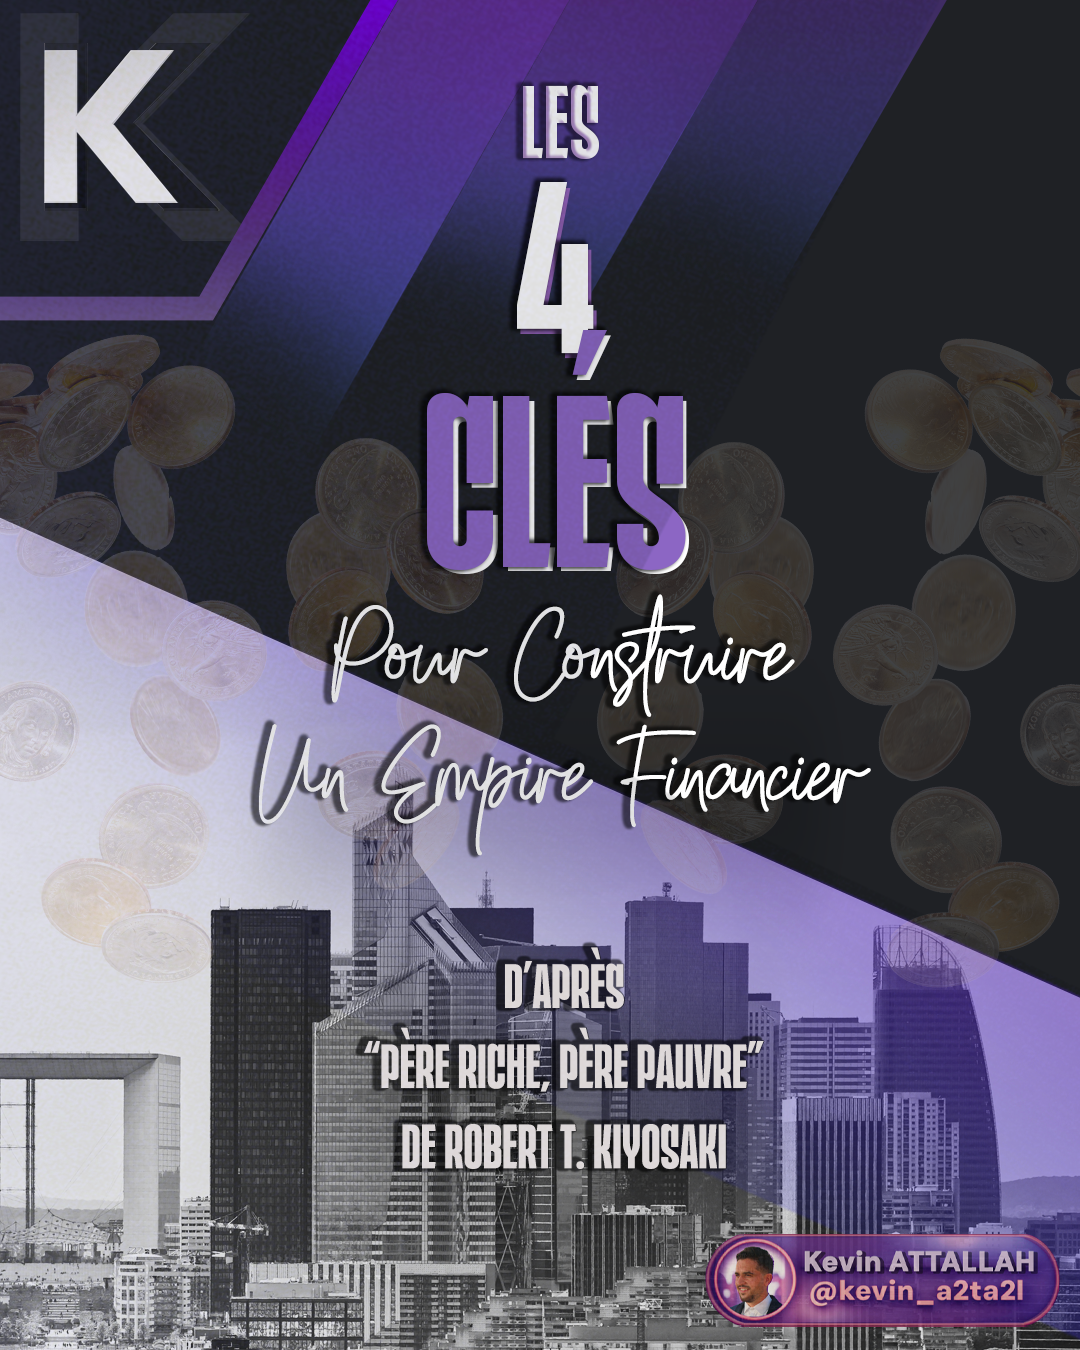 K
LES
4
CLÉS
Pour Construire
Un Empire Financier
D'APRÈS
“PÈRE RICHE, PÈRE PAUVRE”
DE ROBERT T. KIYOSAKI
Kevin ATTALLAH
@kevin_a2ta2l